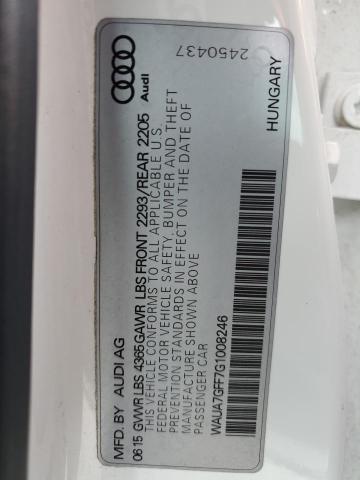 MFD. BY AUDI AG
Audi
0615 GVWR LBS 4365 GAWR LBS FRONT 2293/REAR 2205
THIS VEHICLE CONFORMS TO ALL APPLICABLE U.S.
FEDERAL MOTOR VEHICLE SAFETY, BUMPER AND THEFT
PREVENTION STANDARDS IN EFFECT ON THE DATE OF
MANUFACTURE SHOWN ABOVE
PASSENGER CAR
WAUA7GFF7G1008246
2450437
HUNGARY